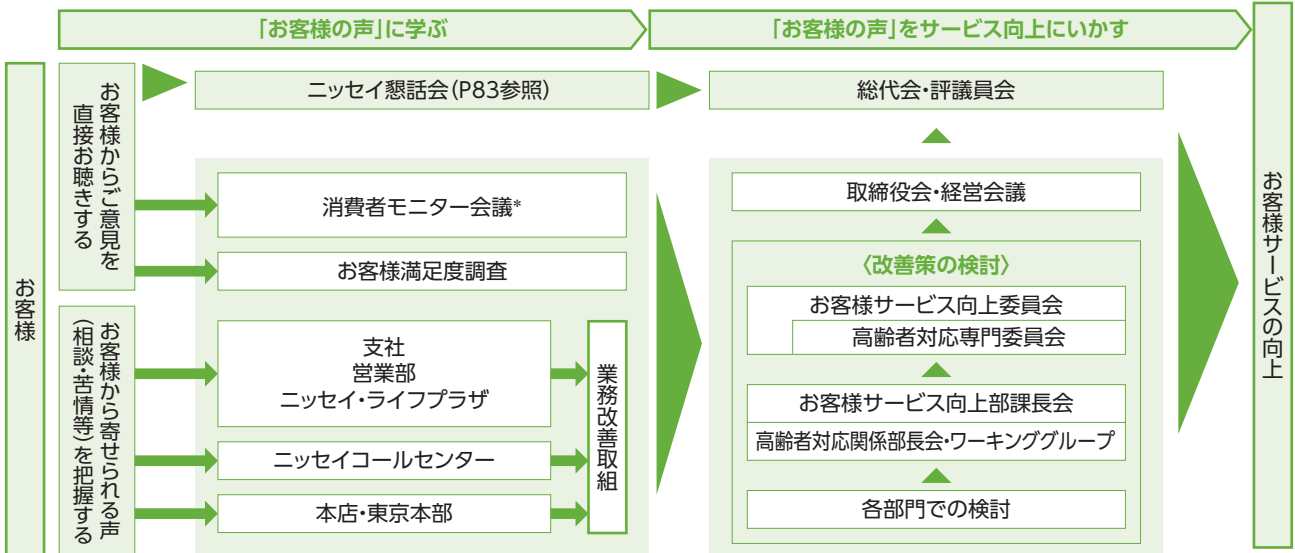 「お客様の声」に学ぶ
「お客様の声」をサービス向上にいかす
お客様
お客様からご意見を
直接お聴きする
ニッセイ懇話会（P83参照）
総代会・評議員会
消費者モニター会議*
お客様満足度調査
お客様から寄せられる声
（相談・苦情等）を把握する
支社
営業部
ニッセイ・ライフプラザ
ニッセイコールセンター
本店・東京本部
業務改善取組
取締役会・経営会議
〈改善策の検討〉
お客様サービス向上委員会
高齢者対応専門委員会
お客様サービス向上部課長会
高齢者対応関係部長会・ワーキンググループ
各部門での検討
お客様サービスの向上